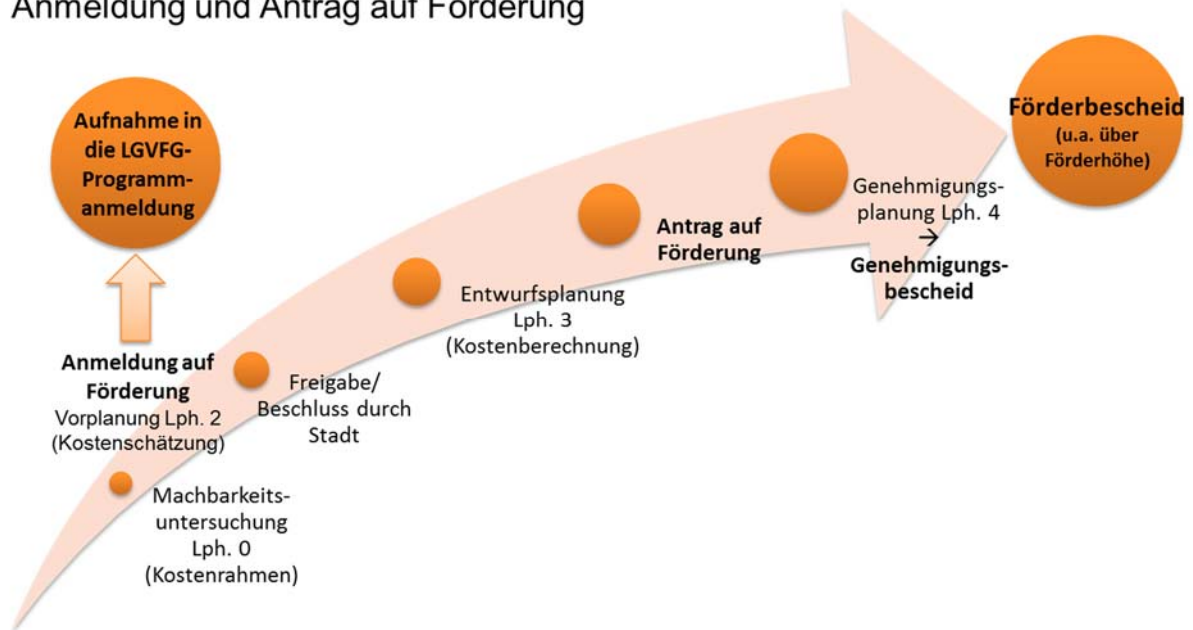 Anmeldung und Antrag auf Förderung
Aufnahme in
die LGVFG-
Programm-
anmeldung
Anmeldung auf
Förderung
Vorplanung Lph. 2
(Kostenschätzung)
Machbarkeits-
untersuchung
Lph. 0
(Kostenrahmen)
Freigabe/
Beschluss durch
Stadt
Entwurfsplanung
Lph. 3
(Kostenberechnung)
Antrag auf
Förderung
Genehmigungs-
planung Lph. 4
→
Genehmigungs-
bescheid
Förderbescheid
(u.a. über
Förderhöhe)